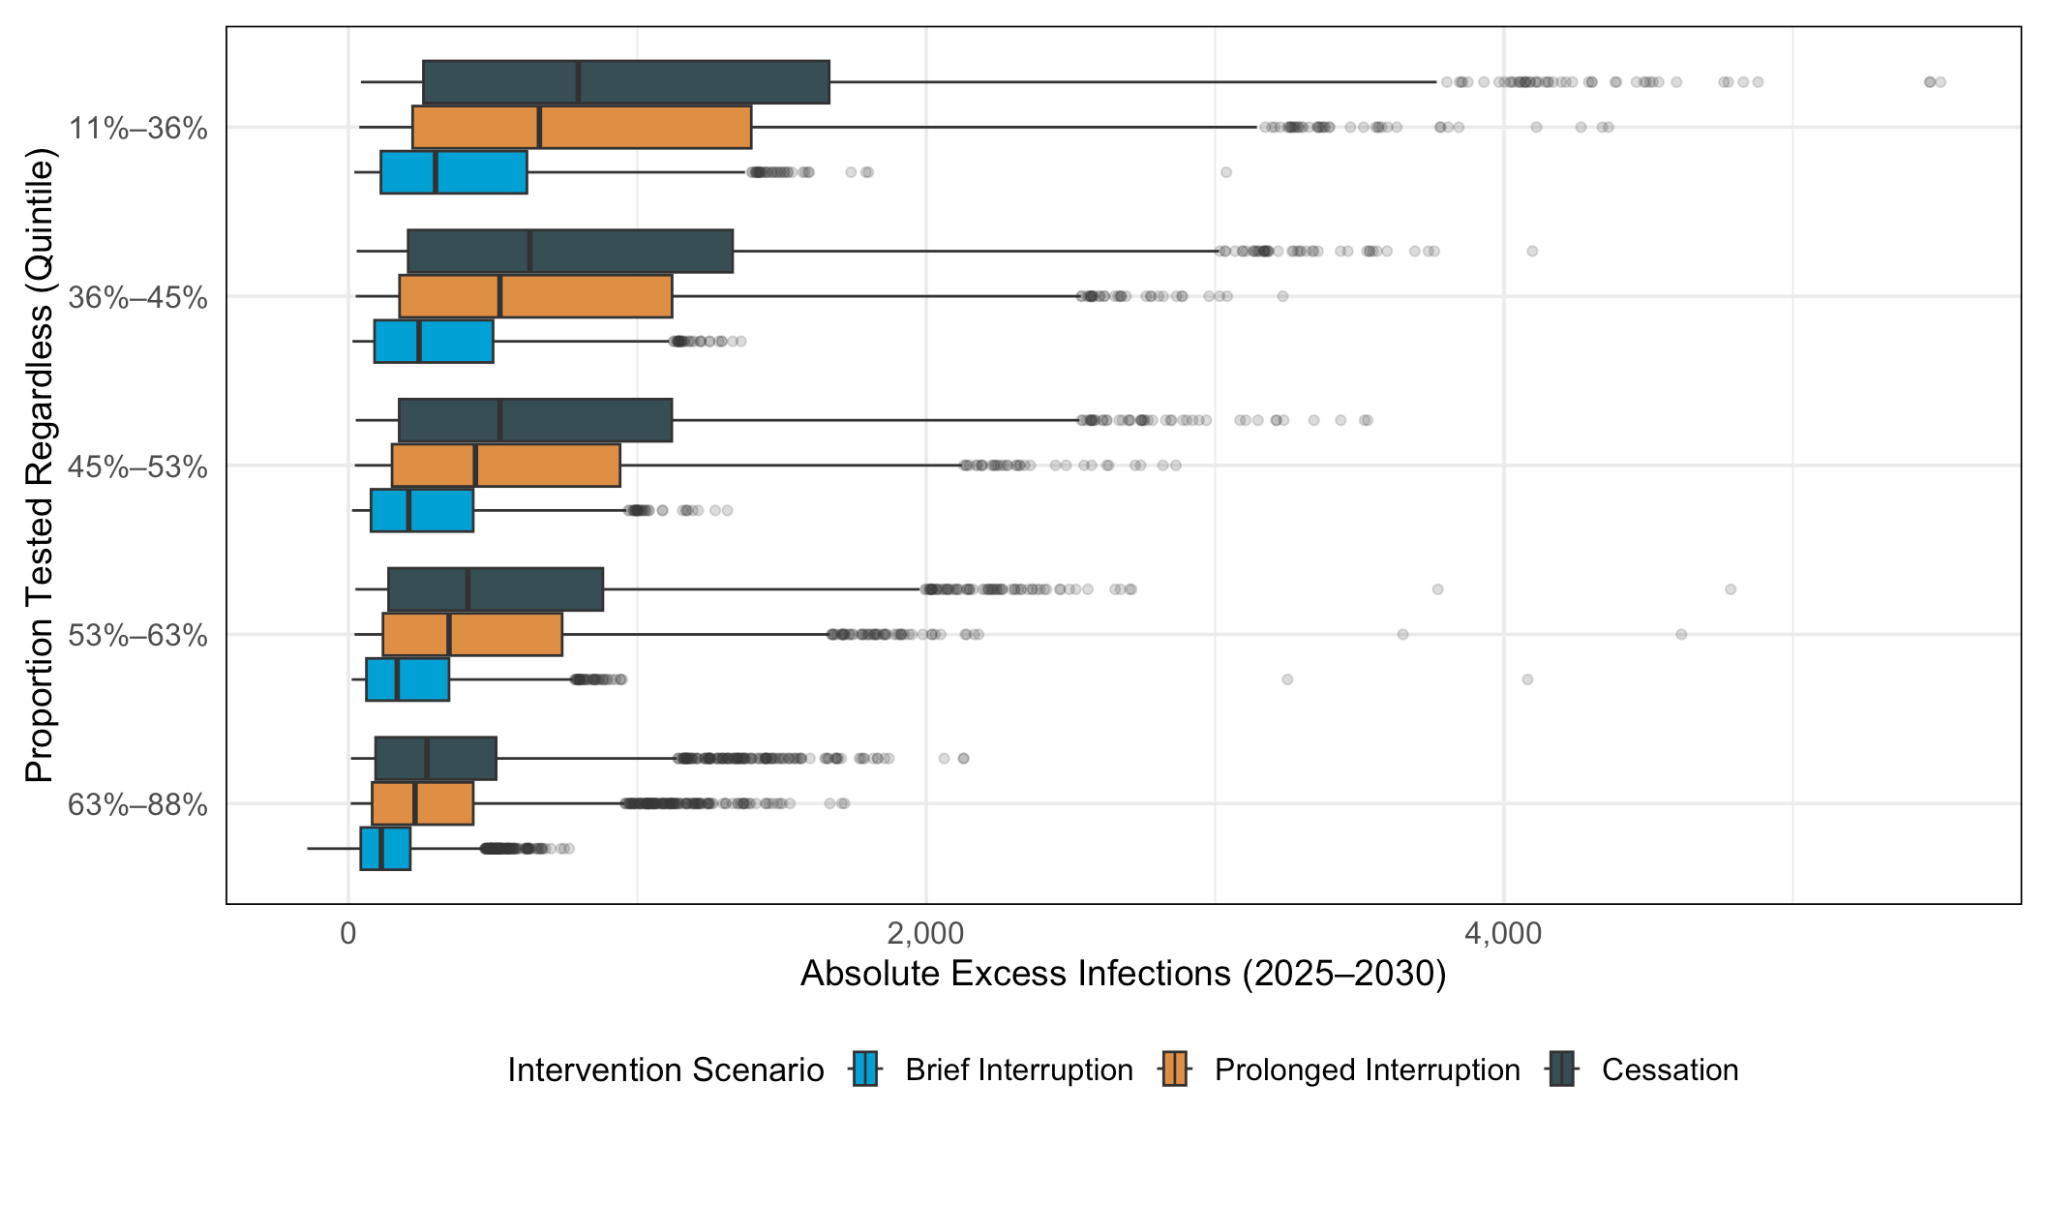 Proportion Tested Regardless (Quintile)
11%–36%
36%–45%
45%–53%
53%–63%
63%–88%
0 2,000 4,000
Absolute Excess Infections (2025–2030)
Intervention Scenario Brief Interruption Prolonged Interruption Cessation